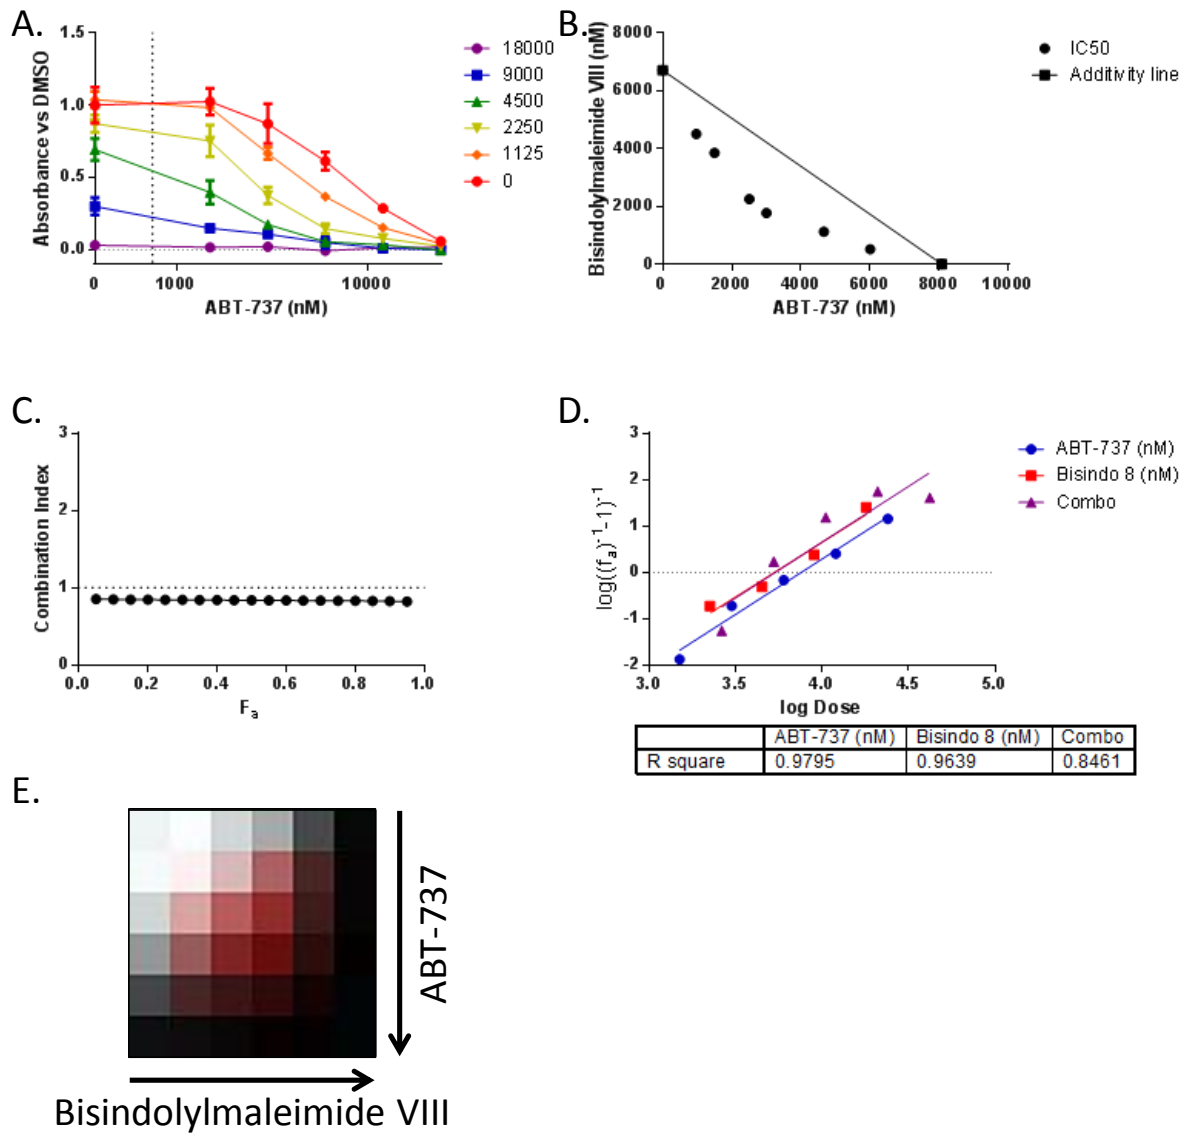 A.
Absorbance vs DMSO
1.5
1.0
0.5
0.0
0 1000 10000
ABT-737 (nM)
18000
9000
4500
2250
1125
0
B.
Bisindolylmaleimide VIII (nM)
8000
6000
4000
2000
0
0 2000 4000 6000 8000 10000
ABT-737 (nM)
IC50
Additivity line
C.
Combination Index
3
2
1
0
0.0 0.2 0.4 0.6 0.8 1.0
Fa
D.
log((fa)-1-1)-1
3
2
1
0
-1
-2
3.0 3.5 4.0 4.5 5.0
log Dose
ABT-737 (nM)
Bisindo 8 (nM)
Combo
ABT-737 (nM) Bisindo 8 (nM) Combo
R square 0.9795 0.9639 0.8461
E.
ABT-737
Bisindolylmaleimide VIII